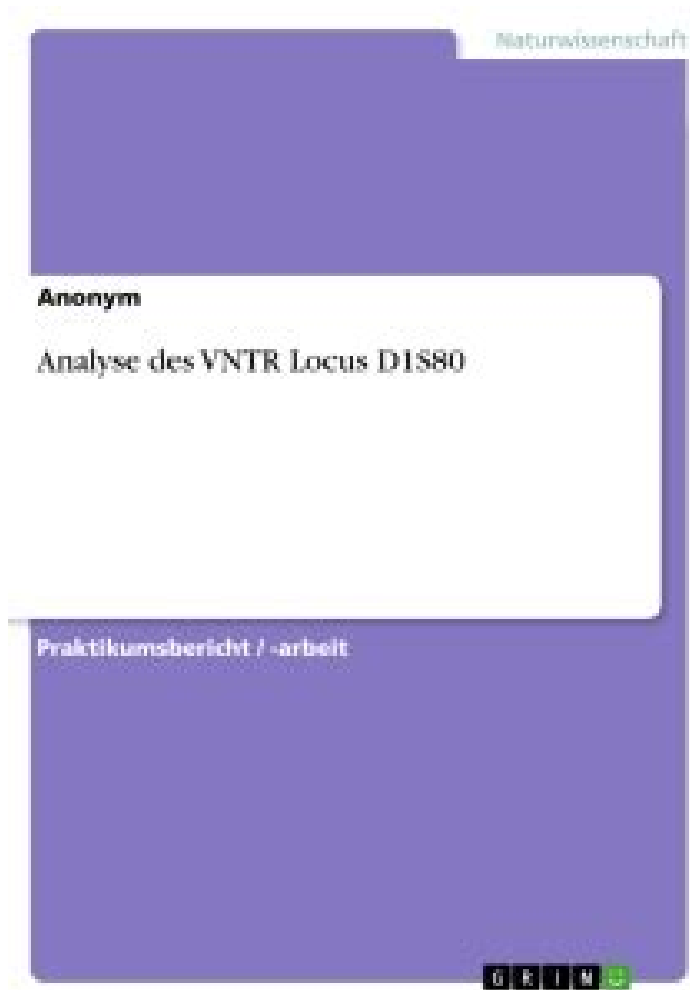 Naturwissenschaft
Anonym
Analyse des VNTR Locus D1S80
Praktikumsbericht / -arbeit
GRIN